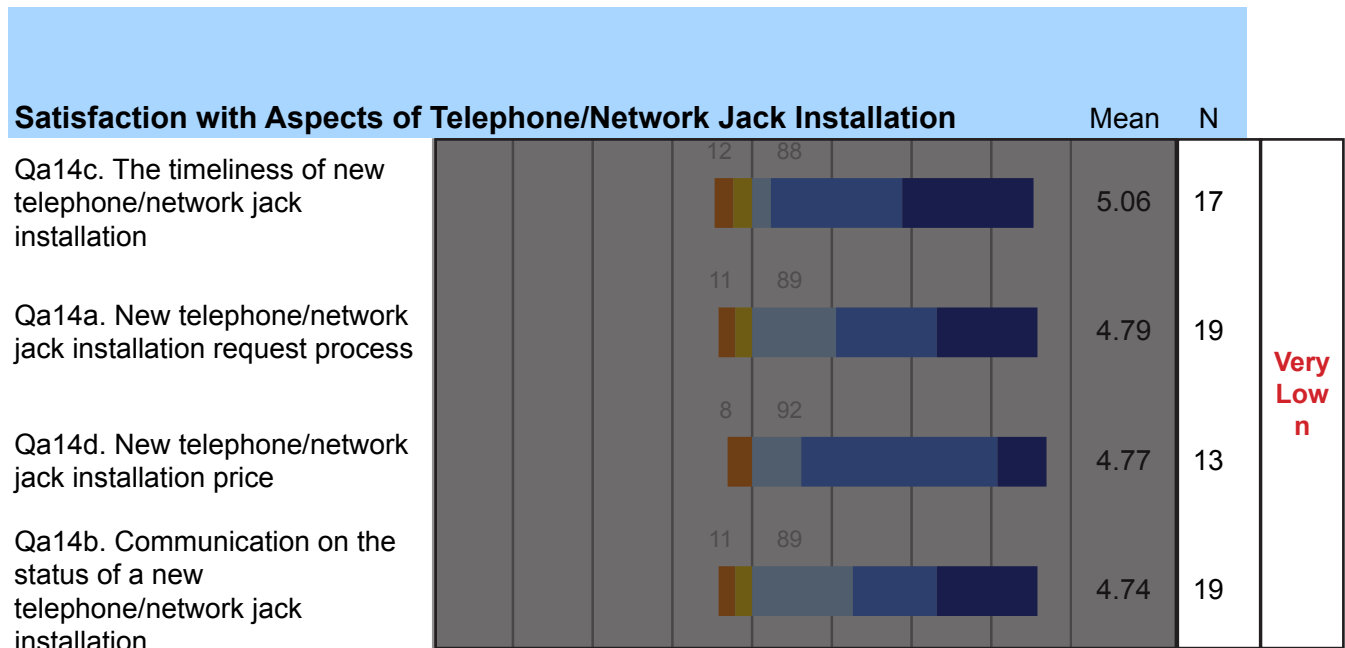 Satisfaction with Aspects of Telephone/Network Jack Installation Mean N
12 88
Qa14c. The timeliness of new
telephone/network jack
installation
5.06 17
11 89
Qa14a. New telephone/network
jack installation request process
4.79 19
Very
Low
n
8 92
Qa14d. New telephone/network
jack installation price
4.77 13
11 89
Qa14b. Communication on the
status of a new
telephone/network jack
installation
4.74 19